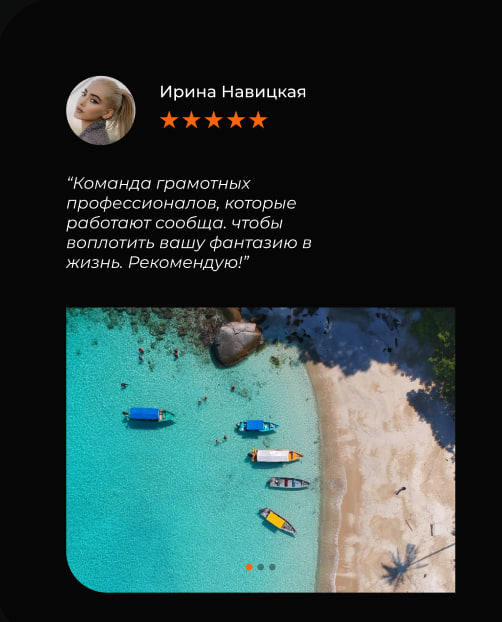 Ирина Навицкая
“Команда грамотных
профессионалов, которые
работают сообща. чтобы
воплотить вашу фантазию в
жизнь. Рекомендую!”